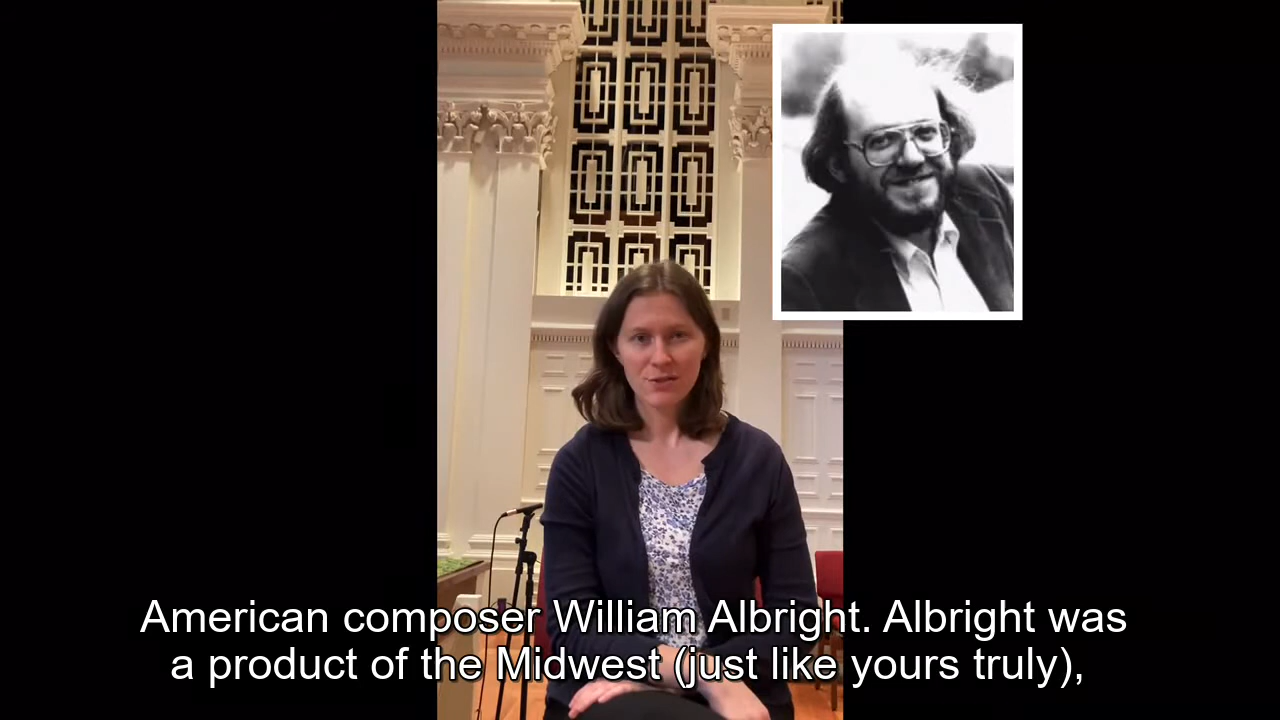 American composer William Albright. Albright was
a product of the Midwest (just like yours truly),